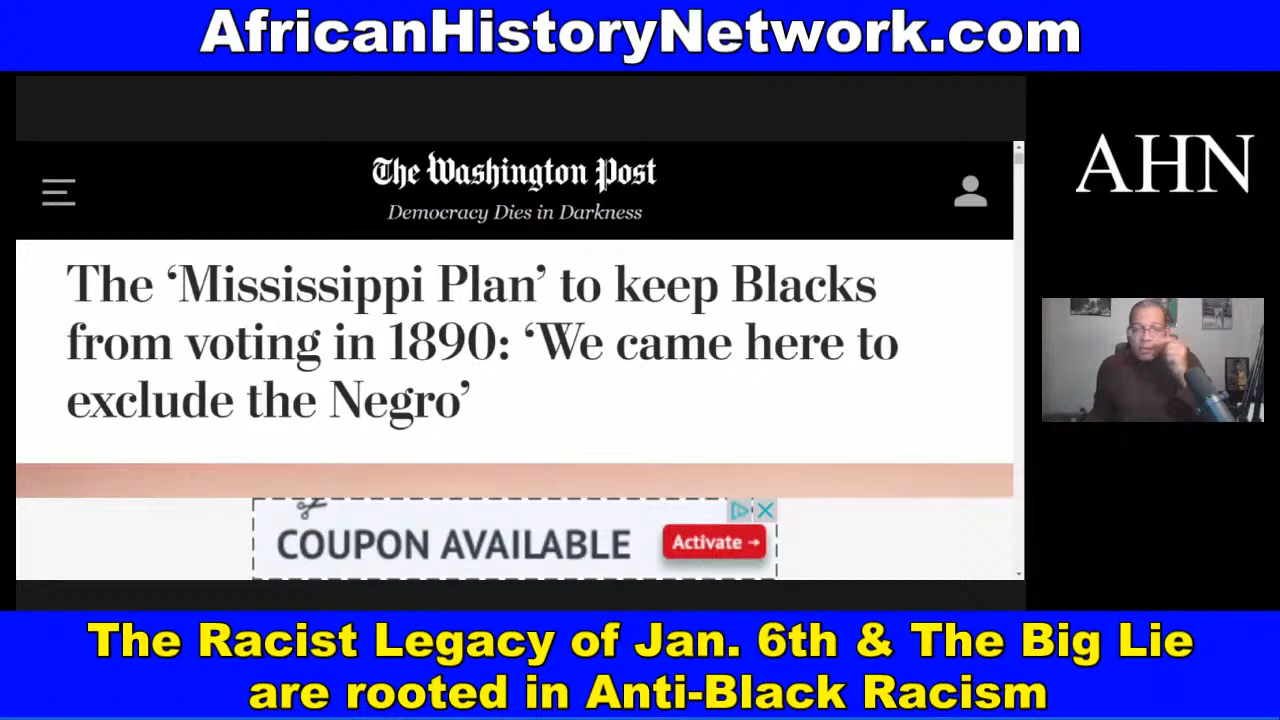 AfricanHistoryNetwork.com
The Washington Post
Democracy Dies in Darkness
AHN
The ‘Mississippi Plan’ to keep Blacks
from voting in 1890: ‘We came here to
exclude the Negro’
COUPON AVAILABLE
Activate →
The Racist Legacy of Jan. 6th & The Big Lie
are rooted in Anti-Black Racism